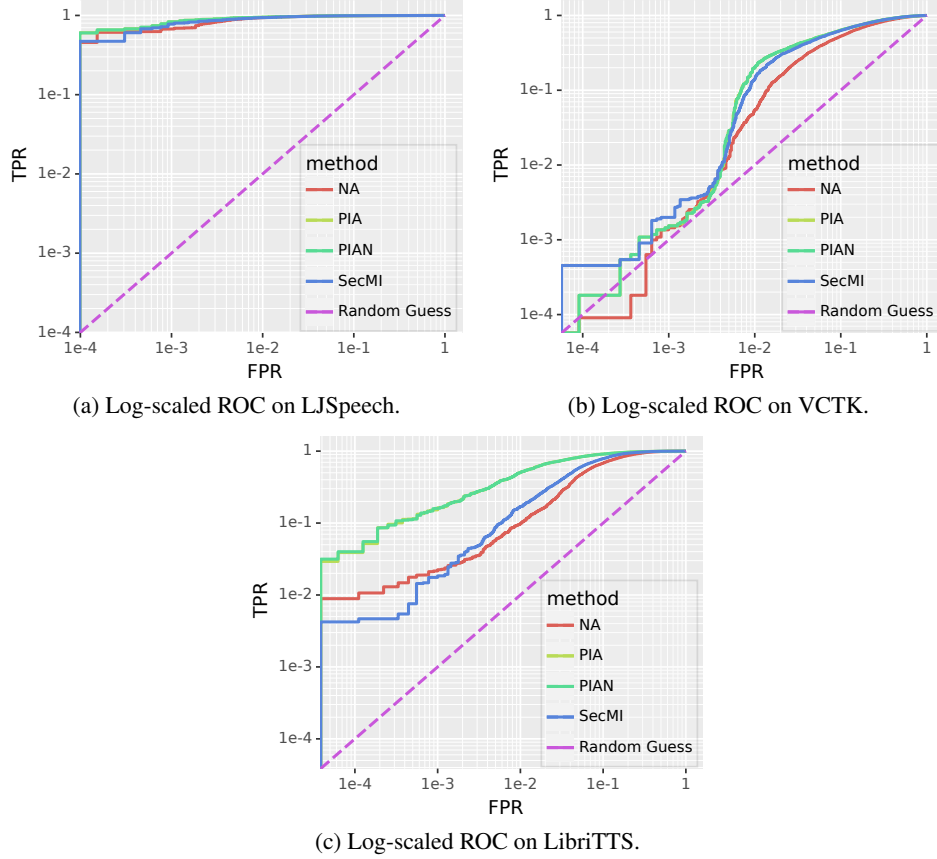 1
1e-1
1e-2
1e-3
1e-4
TPR
1e-4
1e-3
1e-2
1e-1
1
FPR
method
NA
PIA
PIAN
SecMI
Random Guess
(a) Log-scaled ROC on LJSpeech.
1
1e-1
1e-2
1e-3
1e-4
TPR
1e-4
1e-3
1e-2
1e-1
1
FPR
method
NA
PIA
PIAN
SecMI
Random Guess
(b) Log-scaled ROC on VCTK.
1
1e-1
1e-2
1e-3
1e-4
TPR
1e-4
1e-3
1e-2
1e-1
1
FPR
method
NA
PIA
PIAN
SecMI
Random Guess
(c) Log-scaled ROC on LibriTTS.